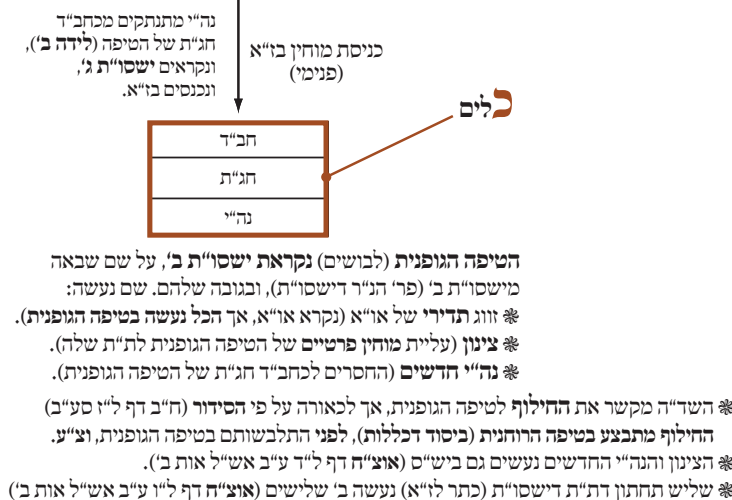 נה"י מתנתקים מכחב"ד
חג"ת של הטיפה (לידה ב'),
ונקראים ישסו"ת ג',
ונכנסים בז"א.
כניסת מוחין בז"א
(פנימי)
כלים
חב"ד
חג"ת
נה"י
הטיפה הגופנית (לבושים) נקראת ישסו"ת ב', על שם שבאה
מישסו"ת ב' (פר' הנ"ר דישסו"ת), ובגובה שלהם. שם נעשה:
❃ זווג תדירי של או"א (נקרא או"א, אך הכל נעשה בטיפה הגופנית).
❃ צינון (עליית מוחין פרטיים של הטיפה הגופנית לת"ת שלה).
❃ נה"י חדשים (החסרים לכחב"ד חג"ת של הטיפה הגופנית).
❃ השד"ה מקשר את החילוף לטיפה הגופנית, אך לכאורה על פי הסידור (ח"ב דף ל"ז סע"ב)
החילוף מתבצע בטיפה הרוחנית (ביסוד דכללות), לפני התלבשותם בטיפה הגופנית, וצ"ע.
❃ הצינון והנה"י החדשים נעשים גם ביש"ס (אוצ"ח דף ל"ד ע"ב אש"ל אות ב').
❃ שליש תחתון דת"ת דישסו"ת (כתר לז"א) נעשה ב' שלישים (אוצ"ח דף ל"ו ע"ב אש"ל אות ב')